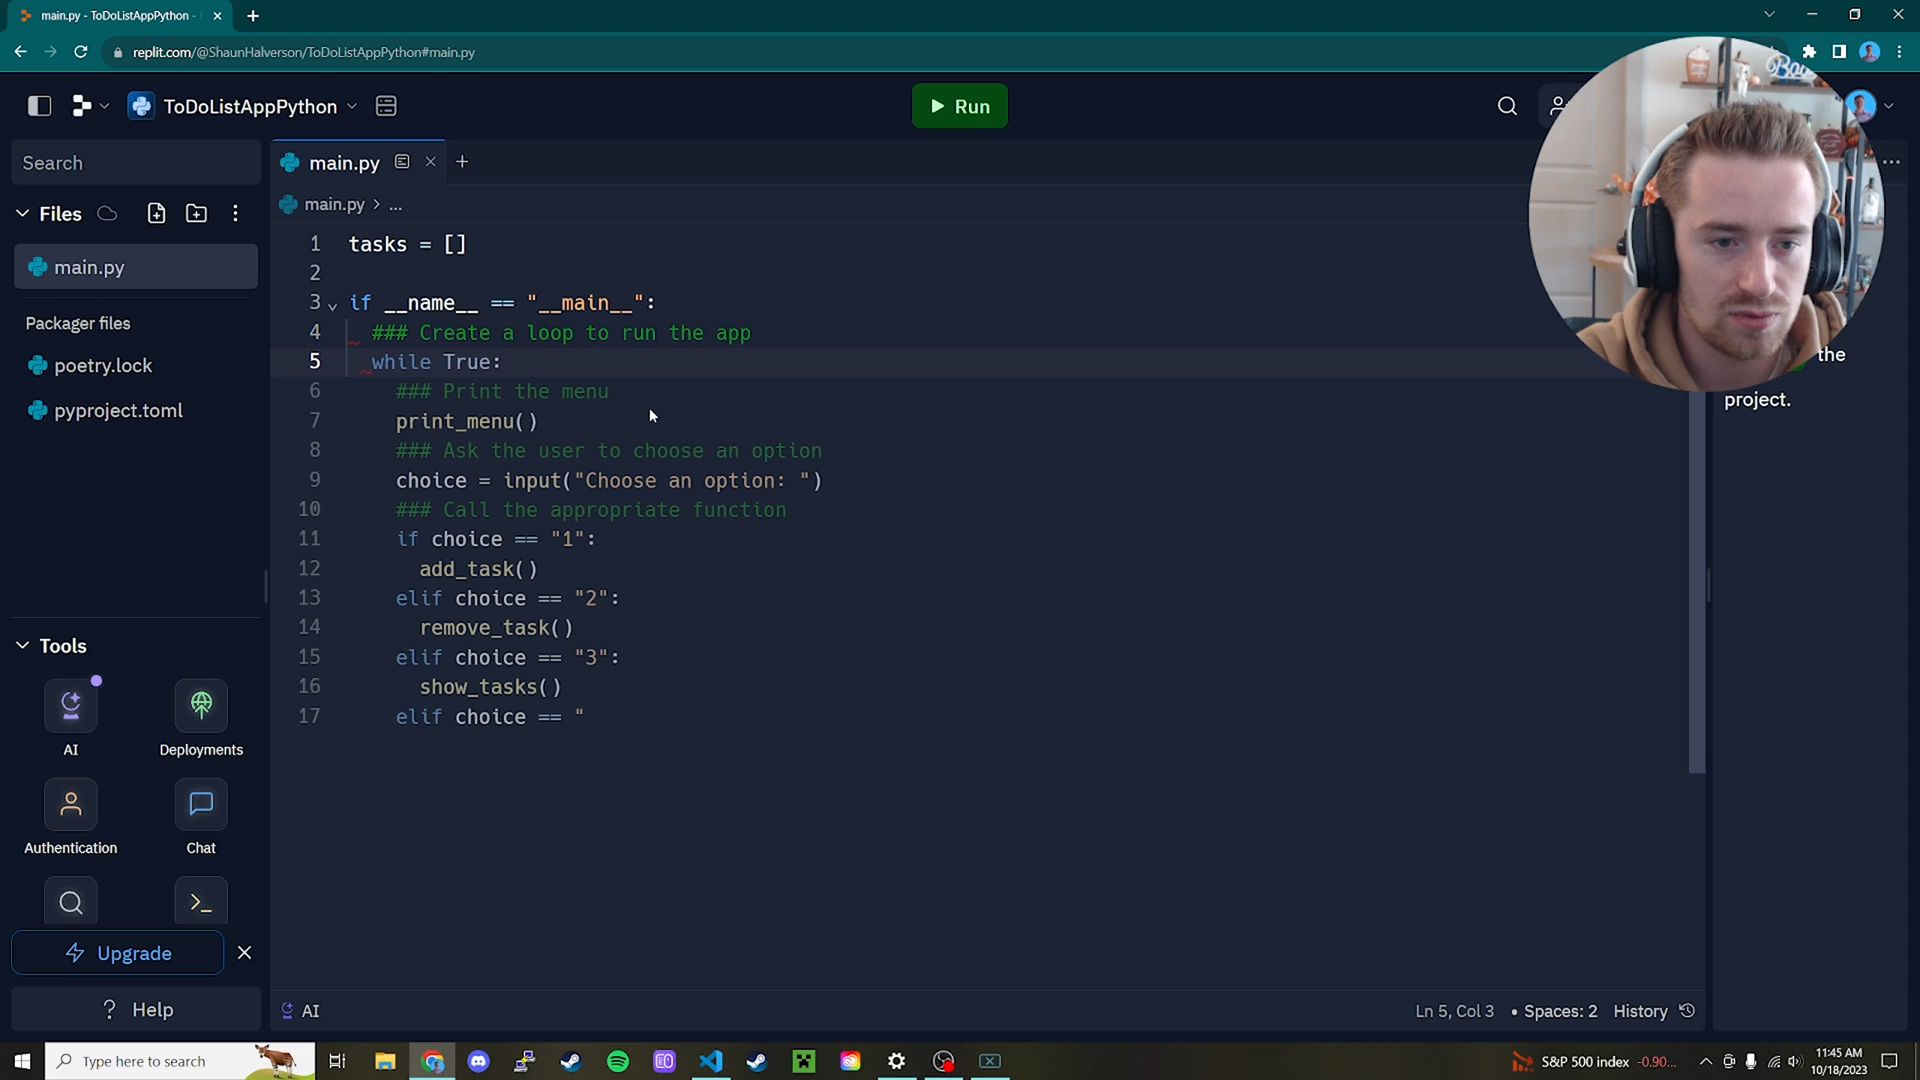 main.py - ToDoListAppPython -
replit.com/@ShaunHalverson/ToDoListAppPython#main.py
ToDoListAppPython
Run
Search
main.py
Files
main.py > ...
main.py
1 tasks = []
2
3 if __name__ == "__main__":
Packager files
4 ### Create a loop to run the app
poetry.lock
5 while True:
the
6 ### Print the menu
project.
pyproject.toml
7 print_menu()
8 ### Ask the user to choose an option
9 choice = input("Choose an option: ")
10 ### Call the appropriate function
11 if choice == "1":
12 add_task()
13 elif choice == "2":
14 remove_task()
15 elif choice == "3":
16 show_tasks()
17 elif choice == "
Tools
AI
Deployments
Authentication
Chat
Upgrade
? Help
AI
Ln 5, Col 3 • Spaces: 2 History
Type here to search
S&P 500 index -0.90...
11:45 AM
10/18/2023